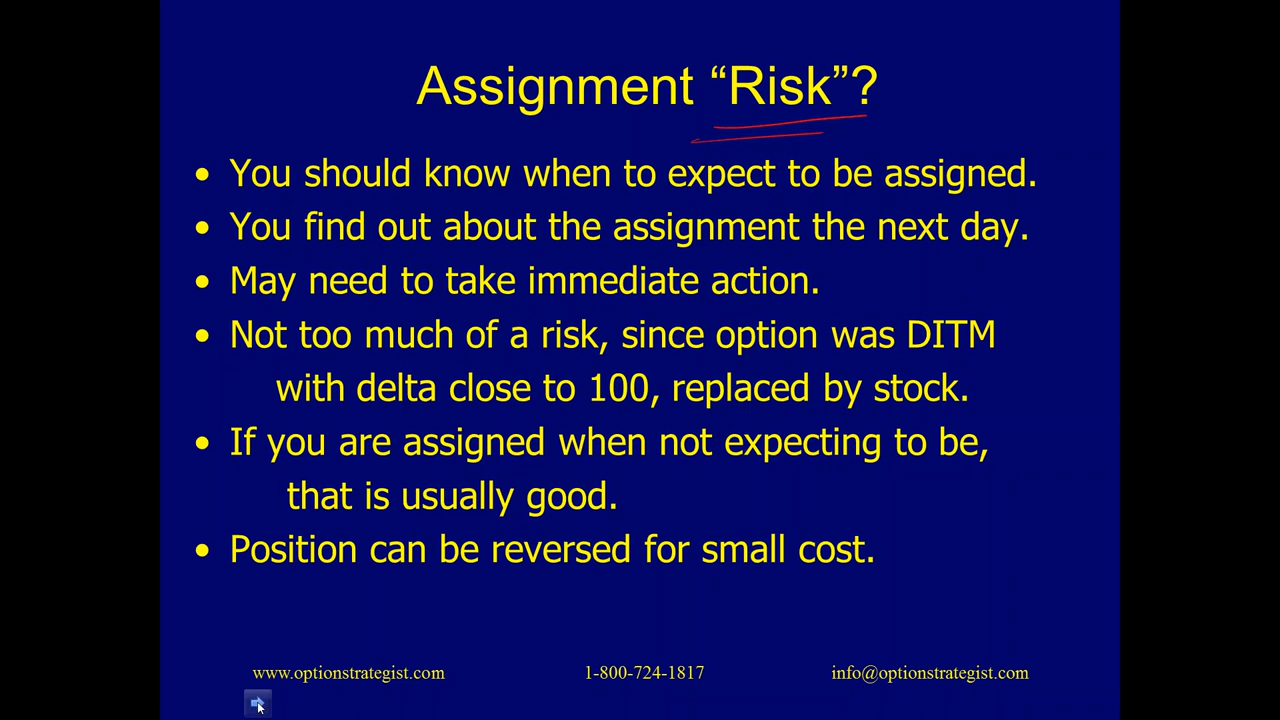 Assignment “Risk”?
• You should know when to expect to be assigned.
• You find out about the assignment the next day.
• May need to take immediate action.
• Not too much of a risk, since option was DITM
with delta close to 100, replaced by stock.
• If you are assigned when not expecting to be,
that is usually good.
• Position can be reversed for small cost.
www.optionstrategist.com 1-800-724-1817 info@optionstrategist.com